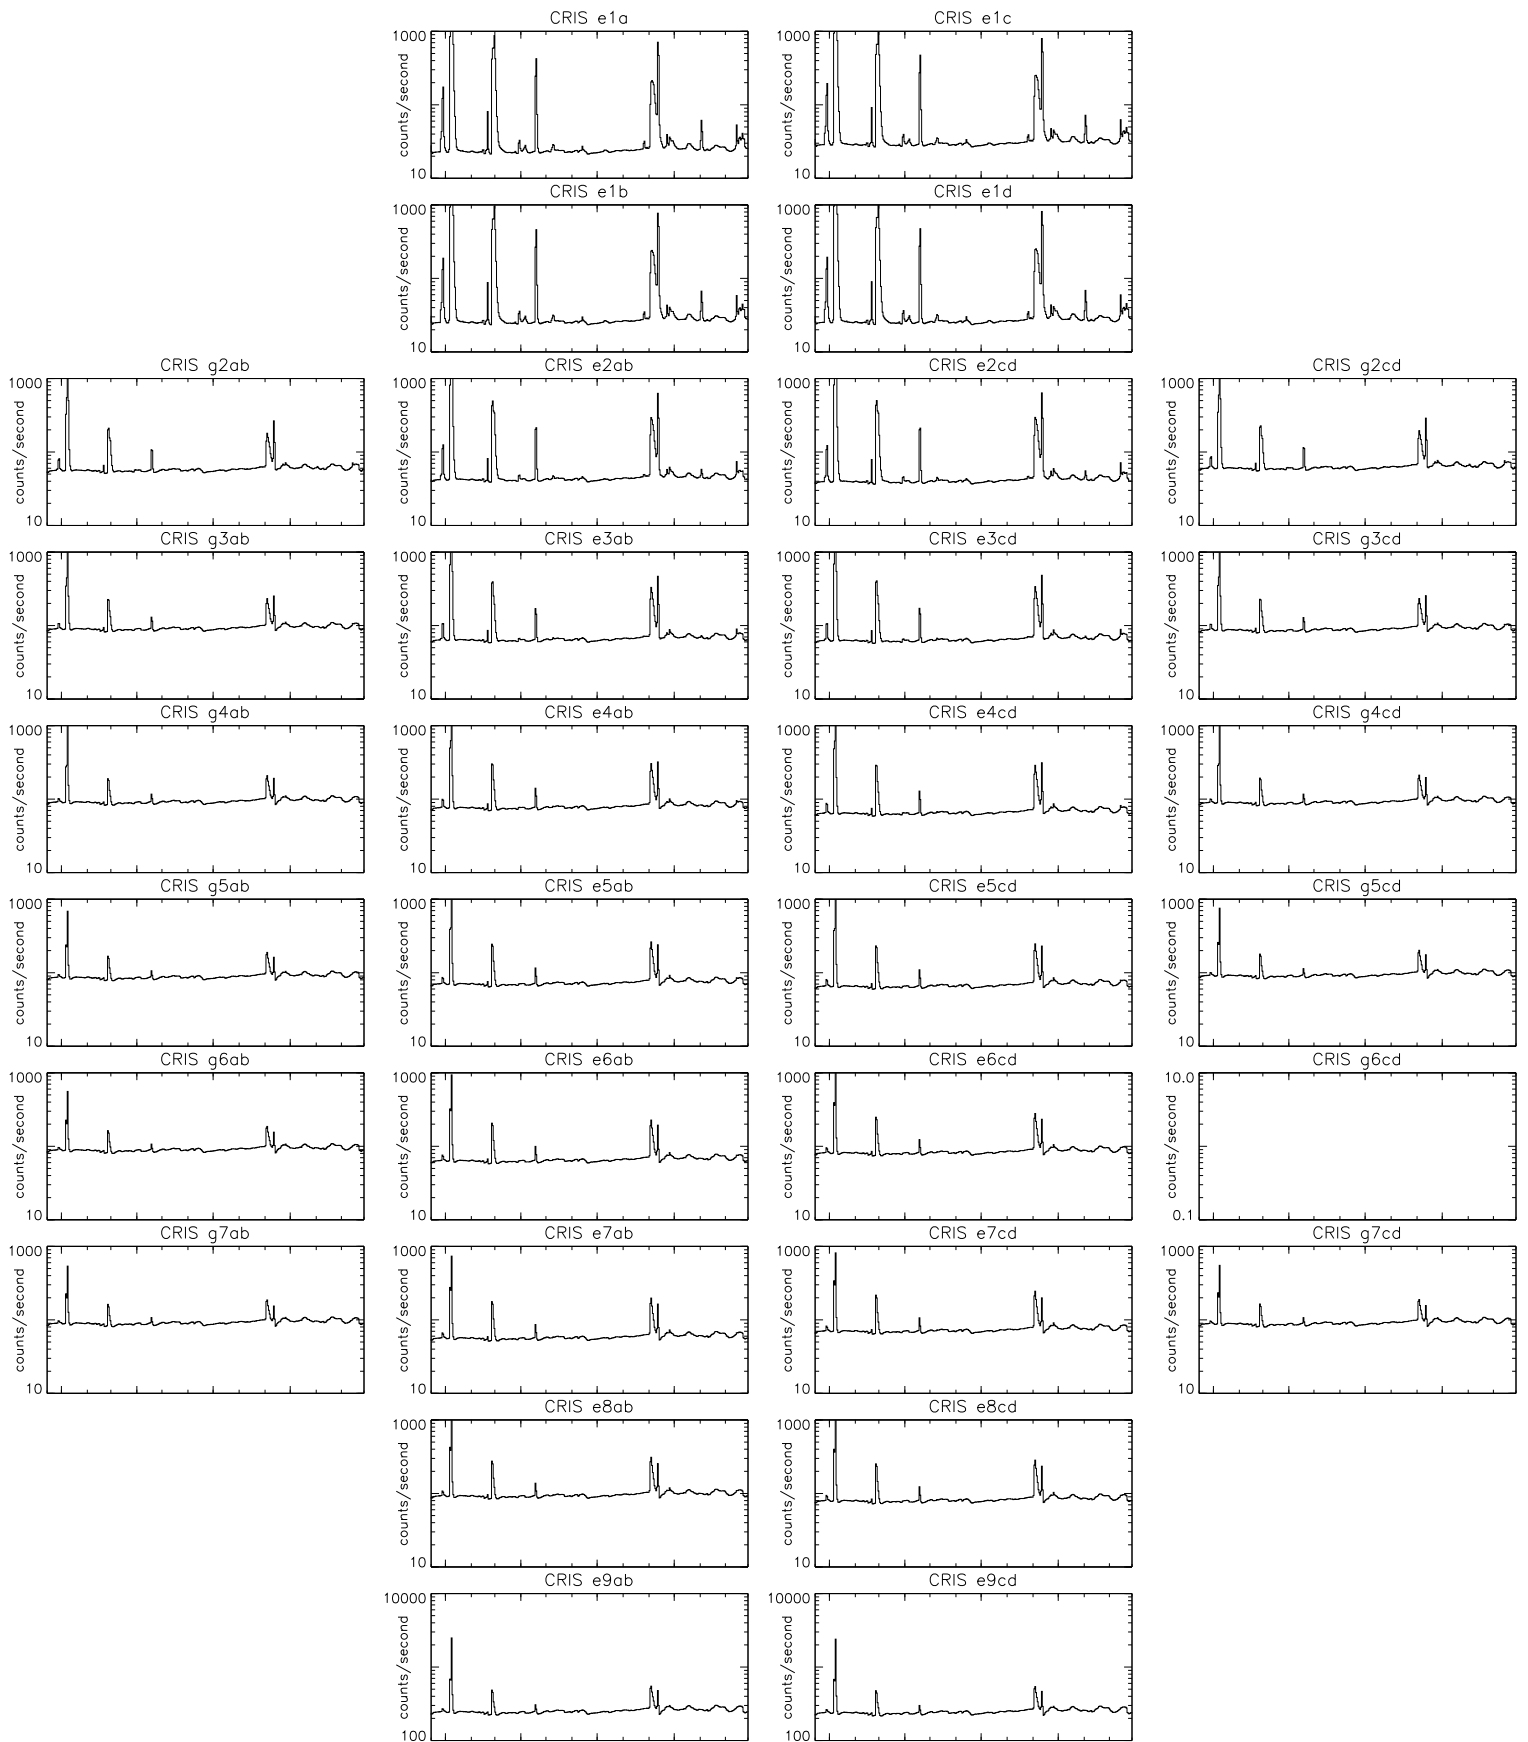 CRIS e1a CRIS e1c
1000 1000
counts/second counts/second
10 10
CRIS e1b CRIS e1d
1000 1000
counts/second counts/second
10 10
CRIS g2ab CRIS e2ab CRIS e2cd CRIS g2cd
1000 1000 1000 1000
counts/second counts/second counts/second counts/second
10 10 10 10
CRIS g3ab CRIS e3ab CRIS e3cd CRIS g3cd
1000 1000 1000 1000
counts/second counts/second counts/second counts/second
10 10 10 10
CRIS g4ab CRIS e4ab CRIS e4cd CRIS g4cd
1000 1000 1000 1000
counts/second counts/second counts/second counts/second
10 10 10 10
CRIS g5ab CRIS e5ab CRIS e5cd CRIS g5cd
1000 1000 1000 1000
counts/second counts/second counts/second counts/second
10 10 10 10
CRIS g6ab CRIS e6ab CRIS e6cd CRIS g6cd
1000 1000 1000 10.0
counts/second counts/second counts/second counts/second
10 10 10 0.1
CRIS g7ab CRIS e7ab CRIS e7cd CRIS g7cd
1000 1000 1000 1000
counts/second counts/second counts/second counts/second
10 10 10 10
CRIS e8ab CRIS e8cd
1000 1000
counts/second counts/second
10 10
CRIS e9ab CRIS e9cd
10000 10000
counts/second counts/second
100 100